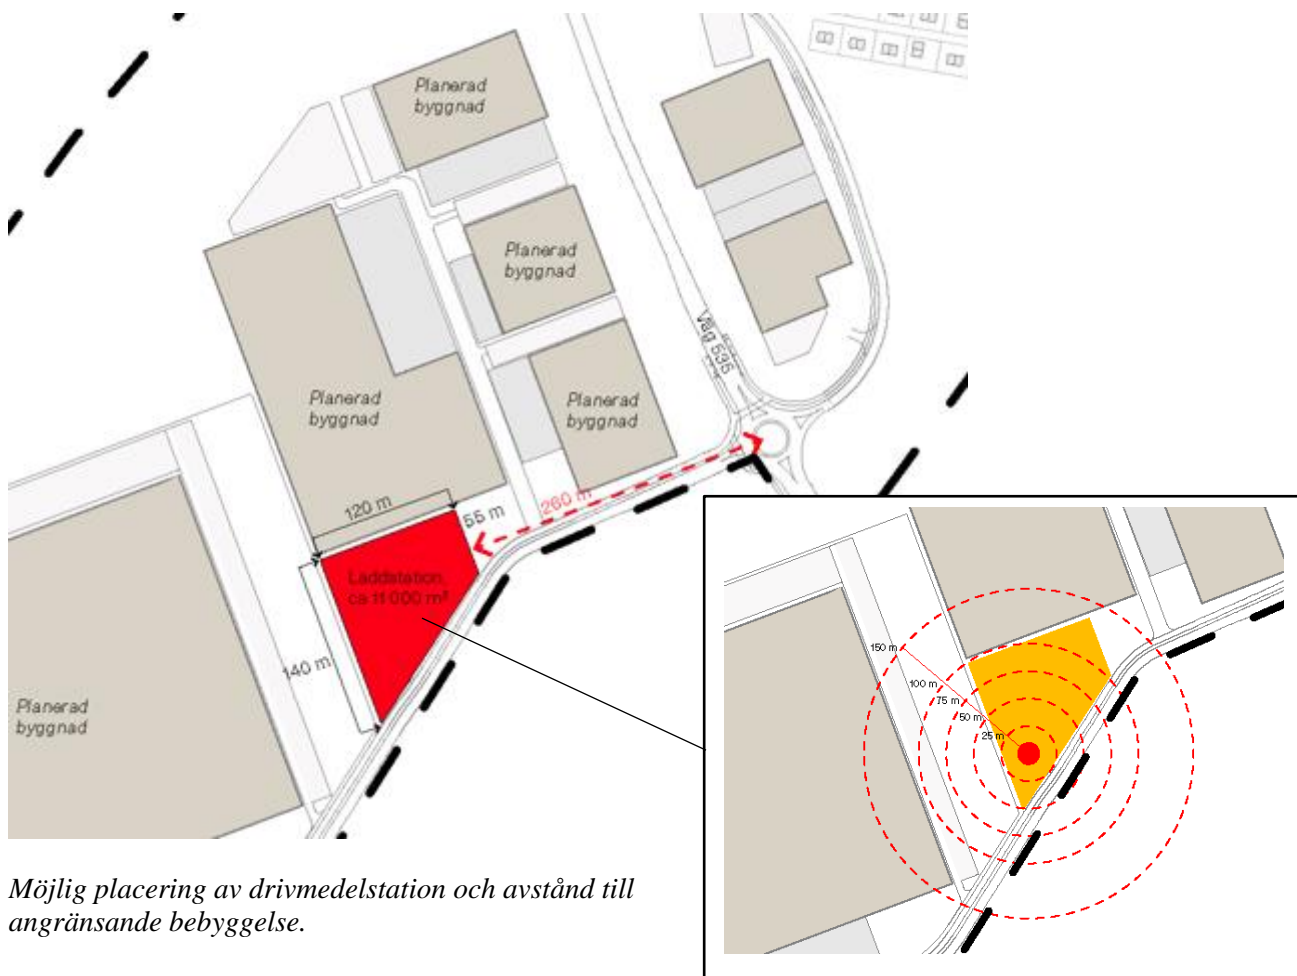 Planerad
byggnad
Planerad
byggnad
Väg 536
Planerad
byggnad
Planerad
byggnad
120 m
55 m
260 m
Laddstation,
ca 11 000 m²
140 m
Planerad
byggnad
150 m
100 m
75 m
50 m
25 m
Möjlig placering av drivmedelstation och avstånd till
angränsande bebyggelse.